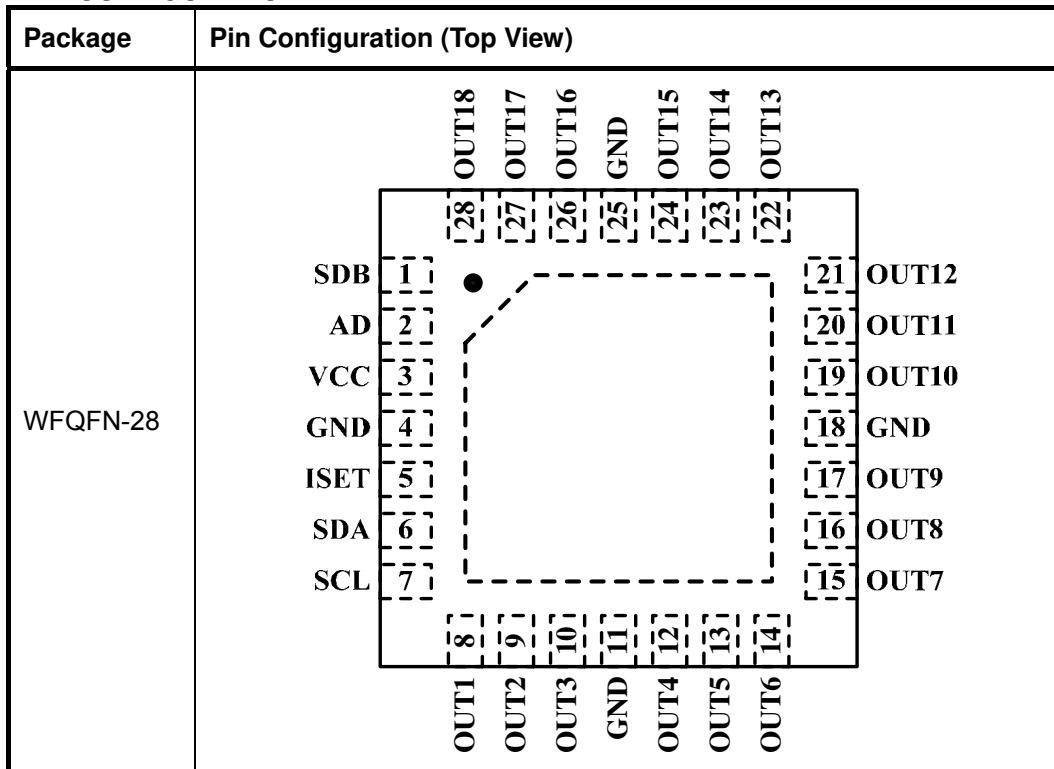 Package
Pin Configuration (Top View)
WFQFN-28
OUT18
OUT17
OUT16
GND
OUT15
OUT14
OUT13
28
27
26
25
24
23
22
SDB 1
AD 2
VCC 3
GND 4
ISET 5
SDA 6
SCL 7
21 OUT12
20 OUT11
19 OUT10
18 GND
17 OUT9
16 OUT8
15 OUT7
8
9
10
11
12
13
14
OUT1
OUT2
OUT3
GND
OUT4
OUT5
OUT6